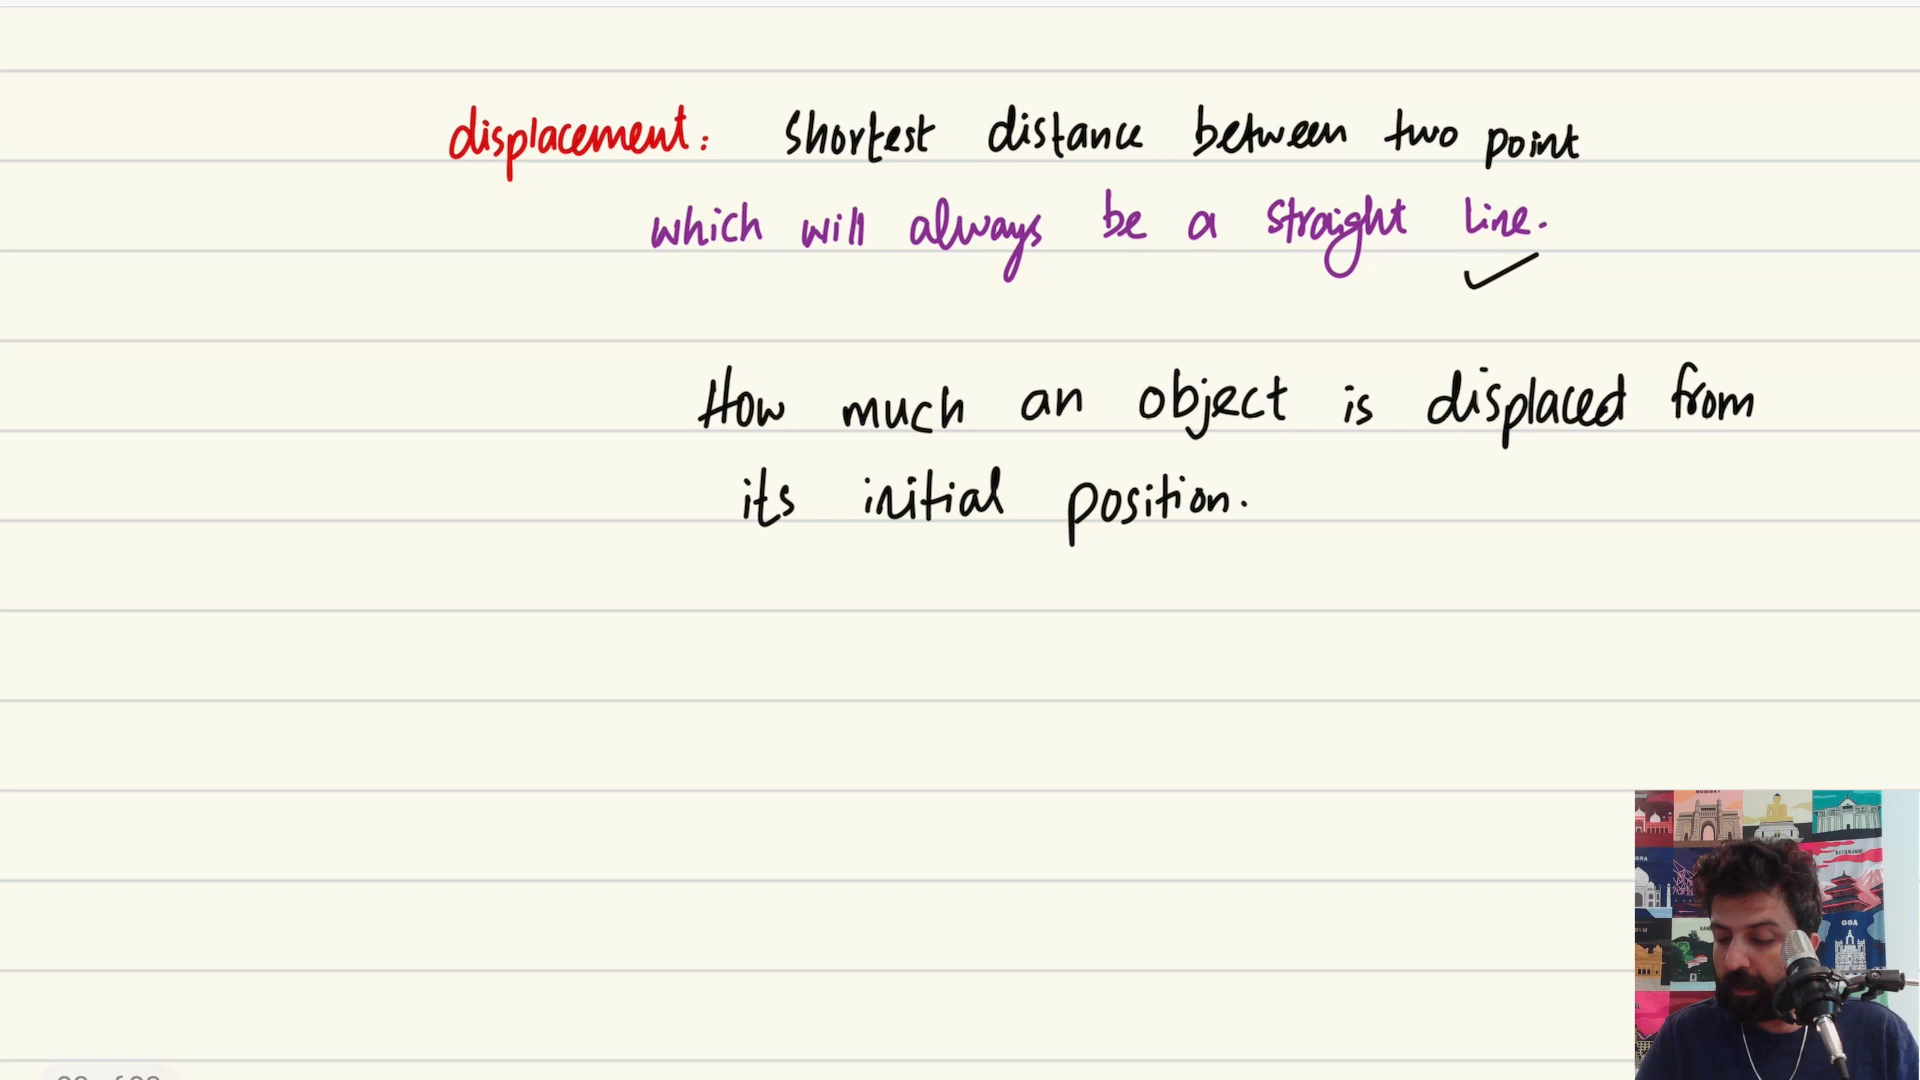 displacement: Shortest distance between two point
which will always be a straight line.
How much an object is displaced from
its initial position.
GOA